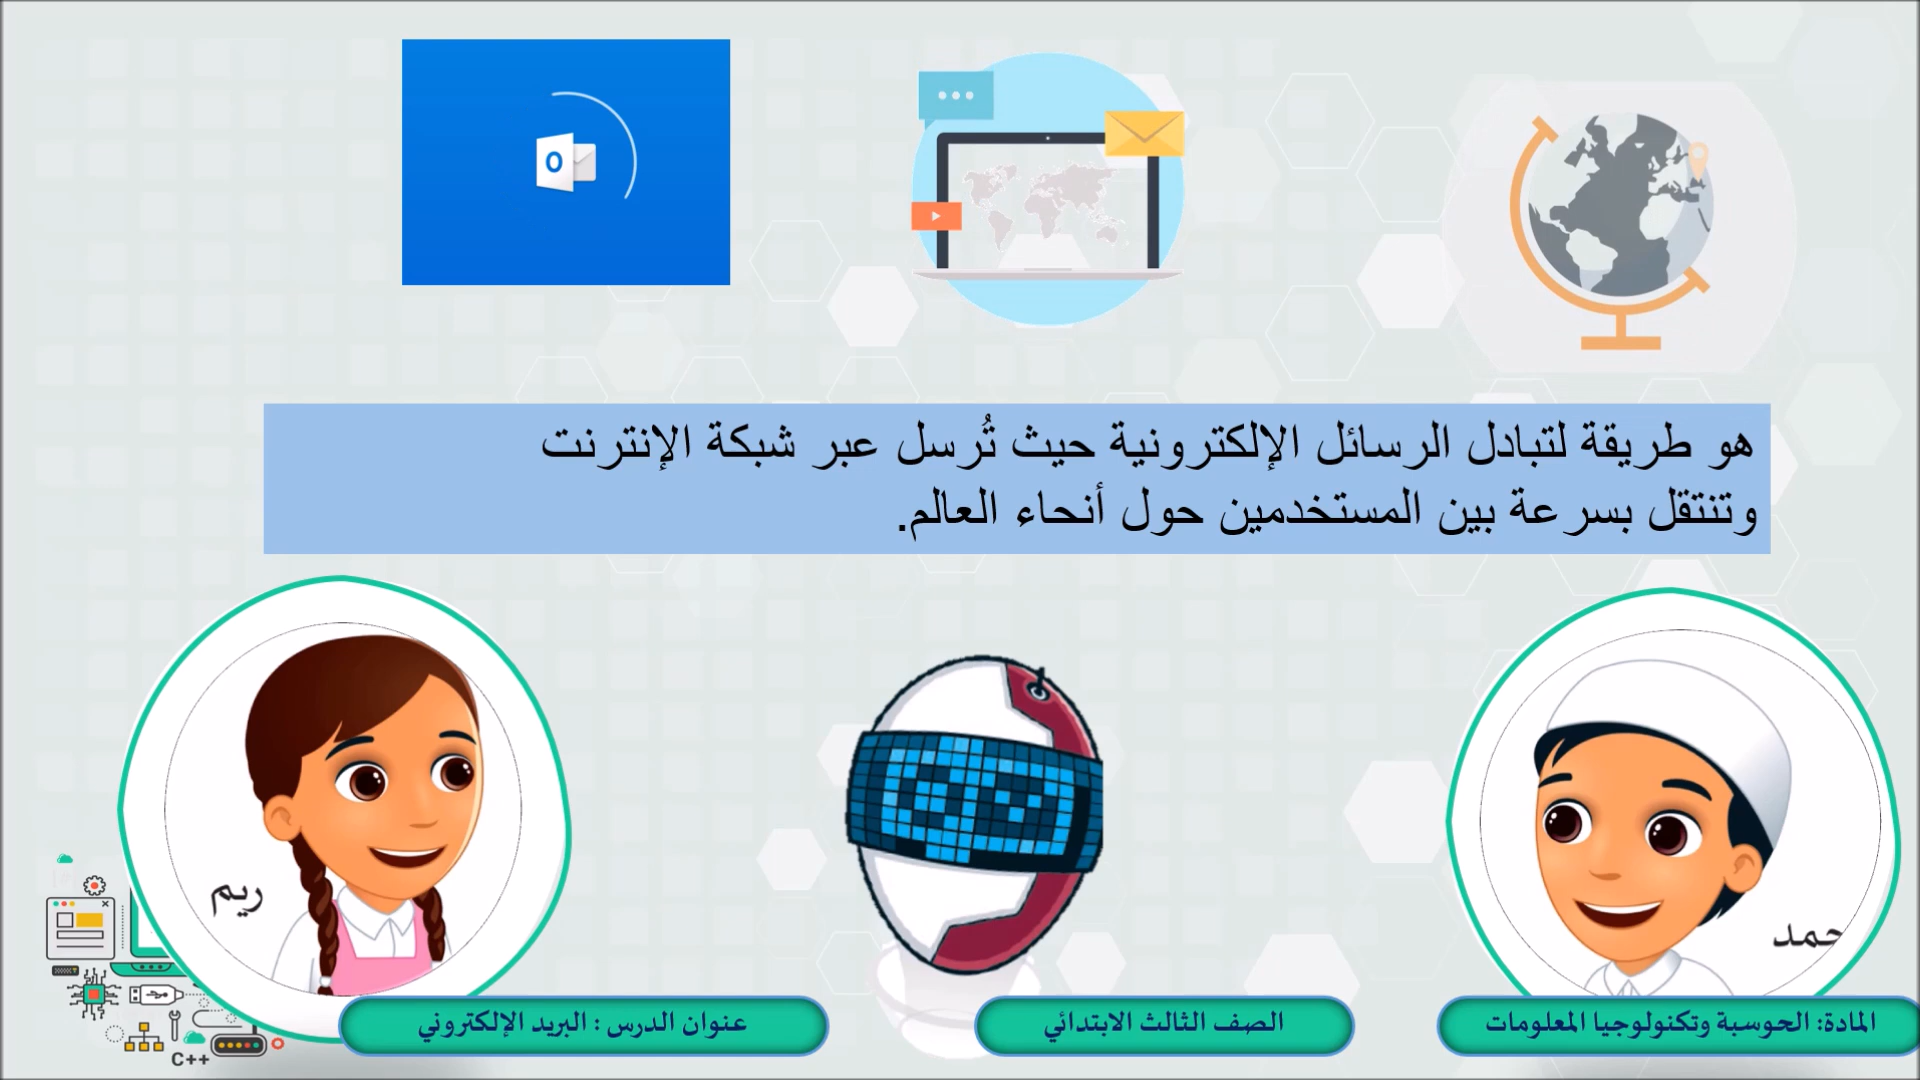 O
هو طريقة لتبادل الرسائل الإلكترونية حيث تُرسل عبر شبكة الإنترنت
وتنتقل بسرعة بين المستخدمين حول أنحاء العالم.
ريم
حمد
المادة: الحوسبة وتكنولوجيا المعلومات
الصف الثالث الابتدائي
عنوان الدرس : البريد الإلكتروني
C++